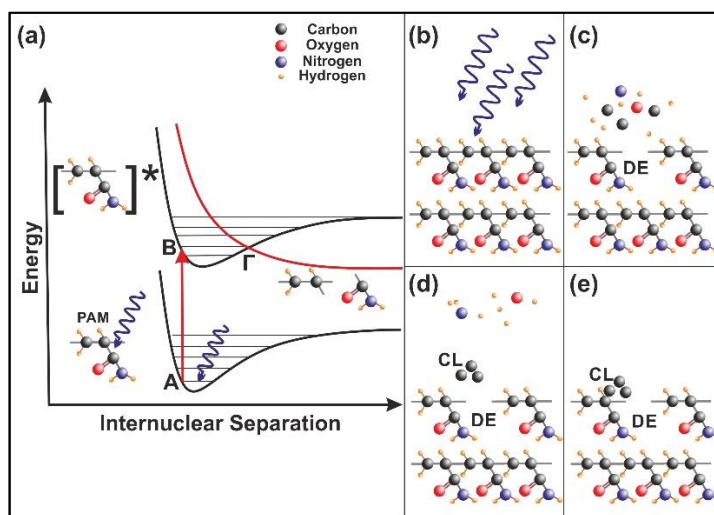 (a)
Carbon
Oxygen
Nitrogen
Hydrogen
[ ]*
B
Γ
PAM
A
Energy
Internuclear Separation
(b)
(c)
DE
(d)
CL
DE
(e)
CL
DE